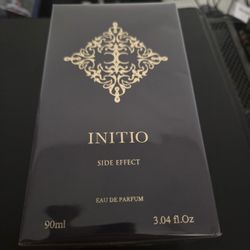 INITIO
SIDE EFFECT
EAU DE PARFUM
90ml 3.04 fl.Oz